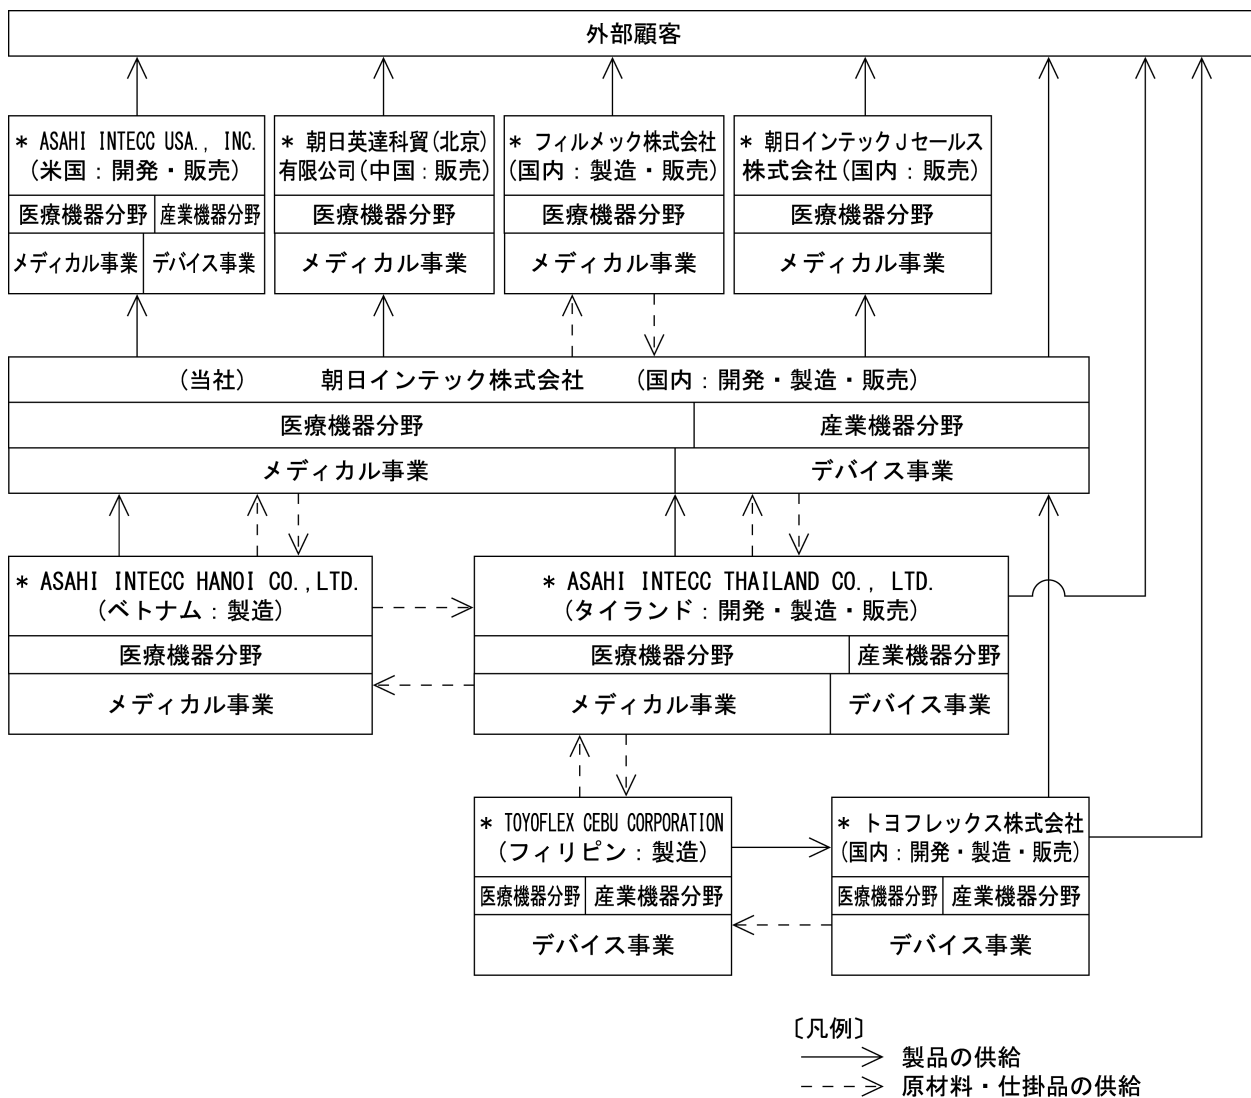 外部顧客
* ASAHI INTECC USA., INC.
(米国：開発・販売)
医療機器分野 産業機器分野
メディカル事業 デバイス事業
* 朝日英達科貿(北京)
有限公司(中国：販売)
医療機器分野
メディカル事業
* フィルメック株式会社
(国内：製造・販売)
医療機器分野
メディカル事業
* 朝日インテックＪセールス
株式会社(国内：販売)
医療機器分野
メディカル事業
(当社) 朝日インテック株式会社 (国内：開発・製造・販売)
医療機器分野 産業機器分野
メディカル事業 デバイス事業
* ASAHI INTECC HANOI CO.,LTD.
(ベトナム：製造)
医療機器分野
メディカル事業
* ASAHI INTECC THAILAND CO., LTD.
(タイランド：開発・製造・販売)
医療機器分野 産業機器分野
メディカル事業 デバイス事業
* TOYOFLEX CEBU CORPORATION
(フィリピン：製造)
医療機器分野 産業機器分野
デバイス事業
* トヨフレックス株式会社
(国内：開発・製造・販売)
医療機器分野 産業機器分野
デバイス事業
〔凡例〕
製品の供給
原材料・仕掛品の供給